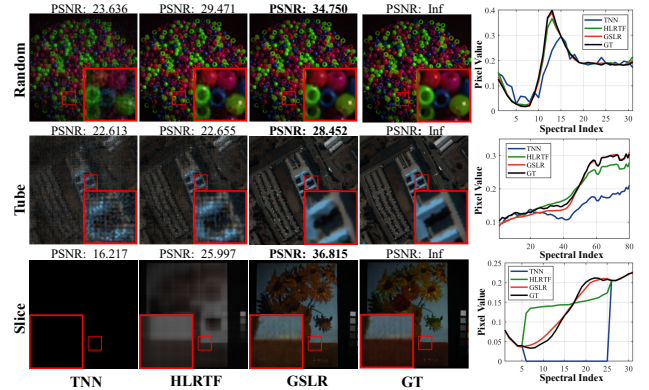 PSNR: 23.636 PSNR: 29.471 PSNR: 34.750 PSNR: Inf
Random
0.4
0.3
0.2
0.1
0
5 10 15 20 25 30
Spectral Index
Pixel Value
TNN
HLRTF
GSLR
GT
PSNR: 22.613 PSNR: 22.655 PSNR: 28.452 PSNR: Inf
Tube
0.3
0.2
0.1
20 40 60 80
Spectral Index
Pixel Value
TNN
HLRTF
GSLR
GT
PSNR: 16.217 PSNR: 25.997 PSNR: 36.815 PSNR: Inf
Slice
0.25
0.2
0.15
0.1
0.05
0
5 10 15 20 25 30
Spectral Index
Pixel Value
TNN
HLRTF
GSLR
GT
TNN HLRTF GSLR GT